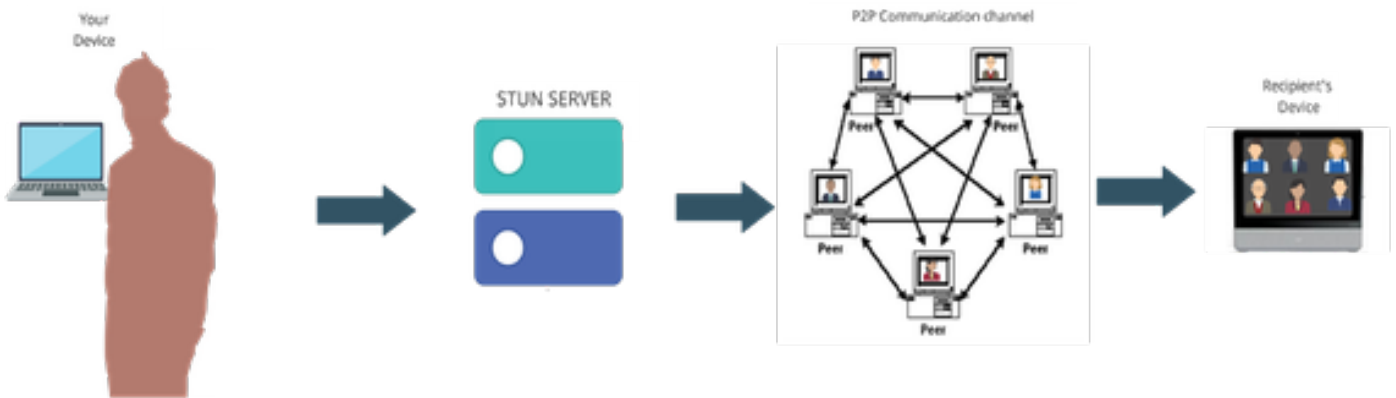 Your
Device
STUN SERVER
P2P Communication channel
Peer
Peer
Peer
Peer
Peer
Recipient's
Device